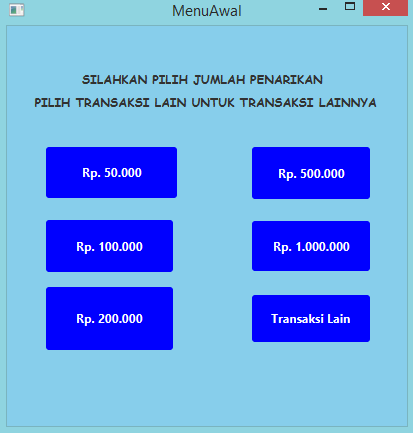 MenuAwal
SILAHKAN PILIH JUMLAH PENARIKAN
PILIH TRANSAKSI LAIN UNTUK TRANSAKSI LAINNYA
Rp. 50.000
Rp. 500.000
Rp. 100.000
Rp. 1.000.000
Rp. 200.000
Transaksi Lain